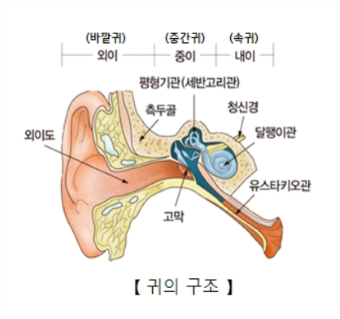 (바깥귀) (중간귀) (속귀)
외이 중이 내이
평형기관(세반고리관)
측두골
청신경
달팽이관
외이도
유스타키오관
고막
【 귀의 구조 】